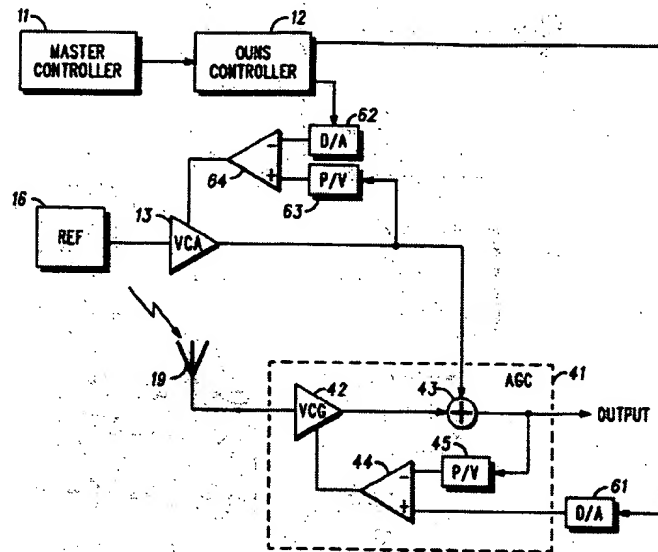 11
12
MASTER
CONTROLLER
OUNS
CONTROLLER
62
D/A
-
+
64
P/V
63
16
13
REF
VCA
19
42
43
AGC
41
VCG
+
OUTPUT
45
44
P/V
-
+
61
D/A